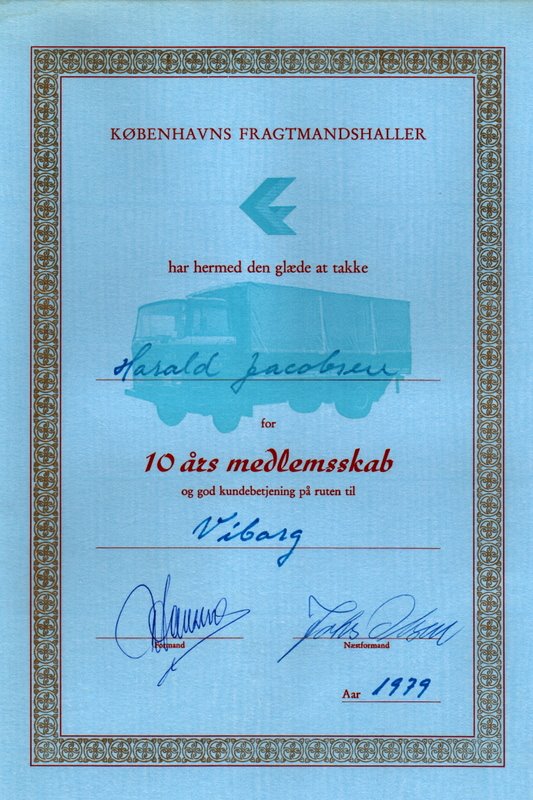 KØBENHAVNS FRAGTMANDSHALLER
har hermed den glæde at takke
Harald Jacobsen
for
10 års medlemsskab
og god kundebetjening på ruten til
Viborg
Formand
Næstformand
Aar 1979